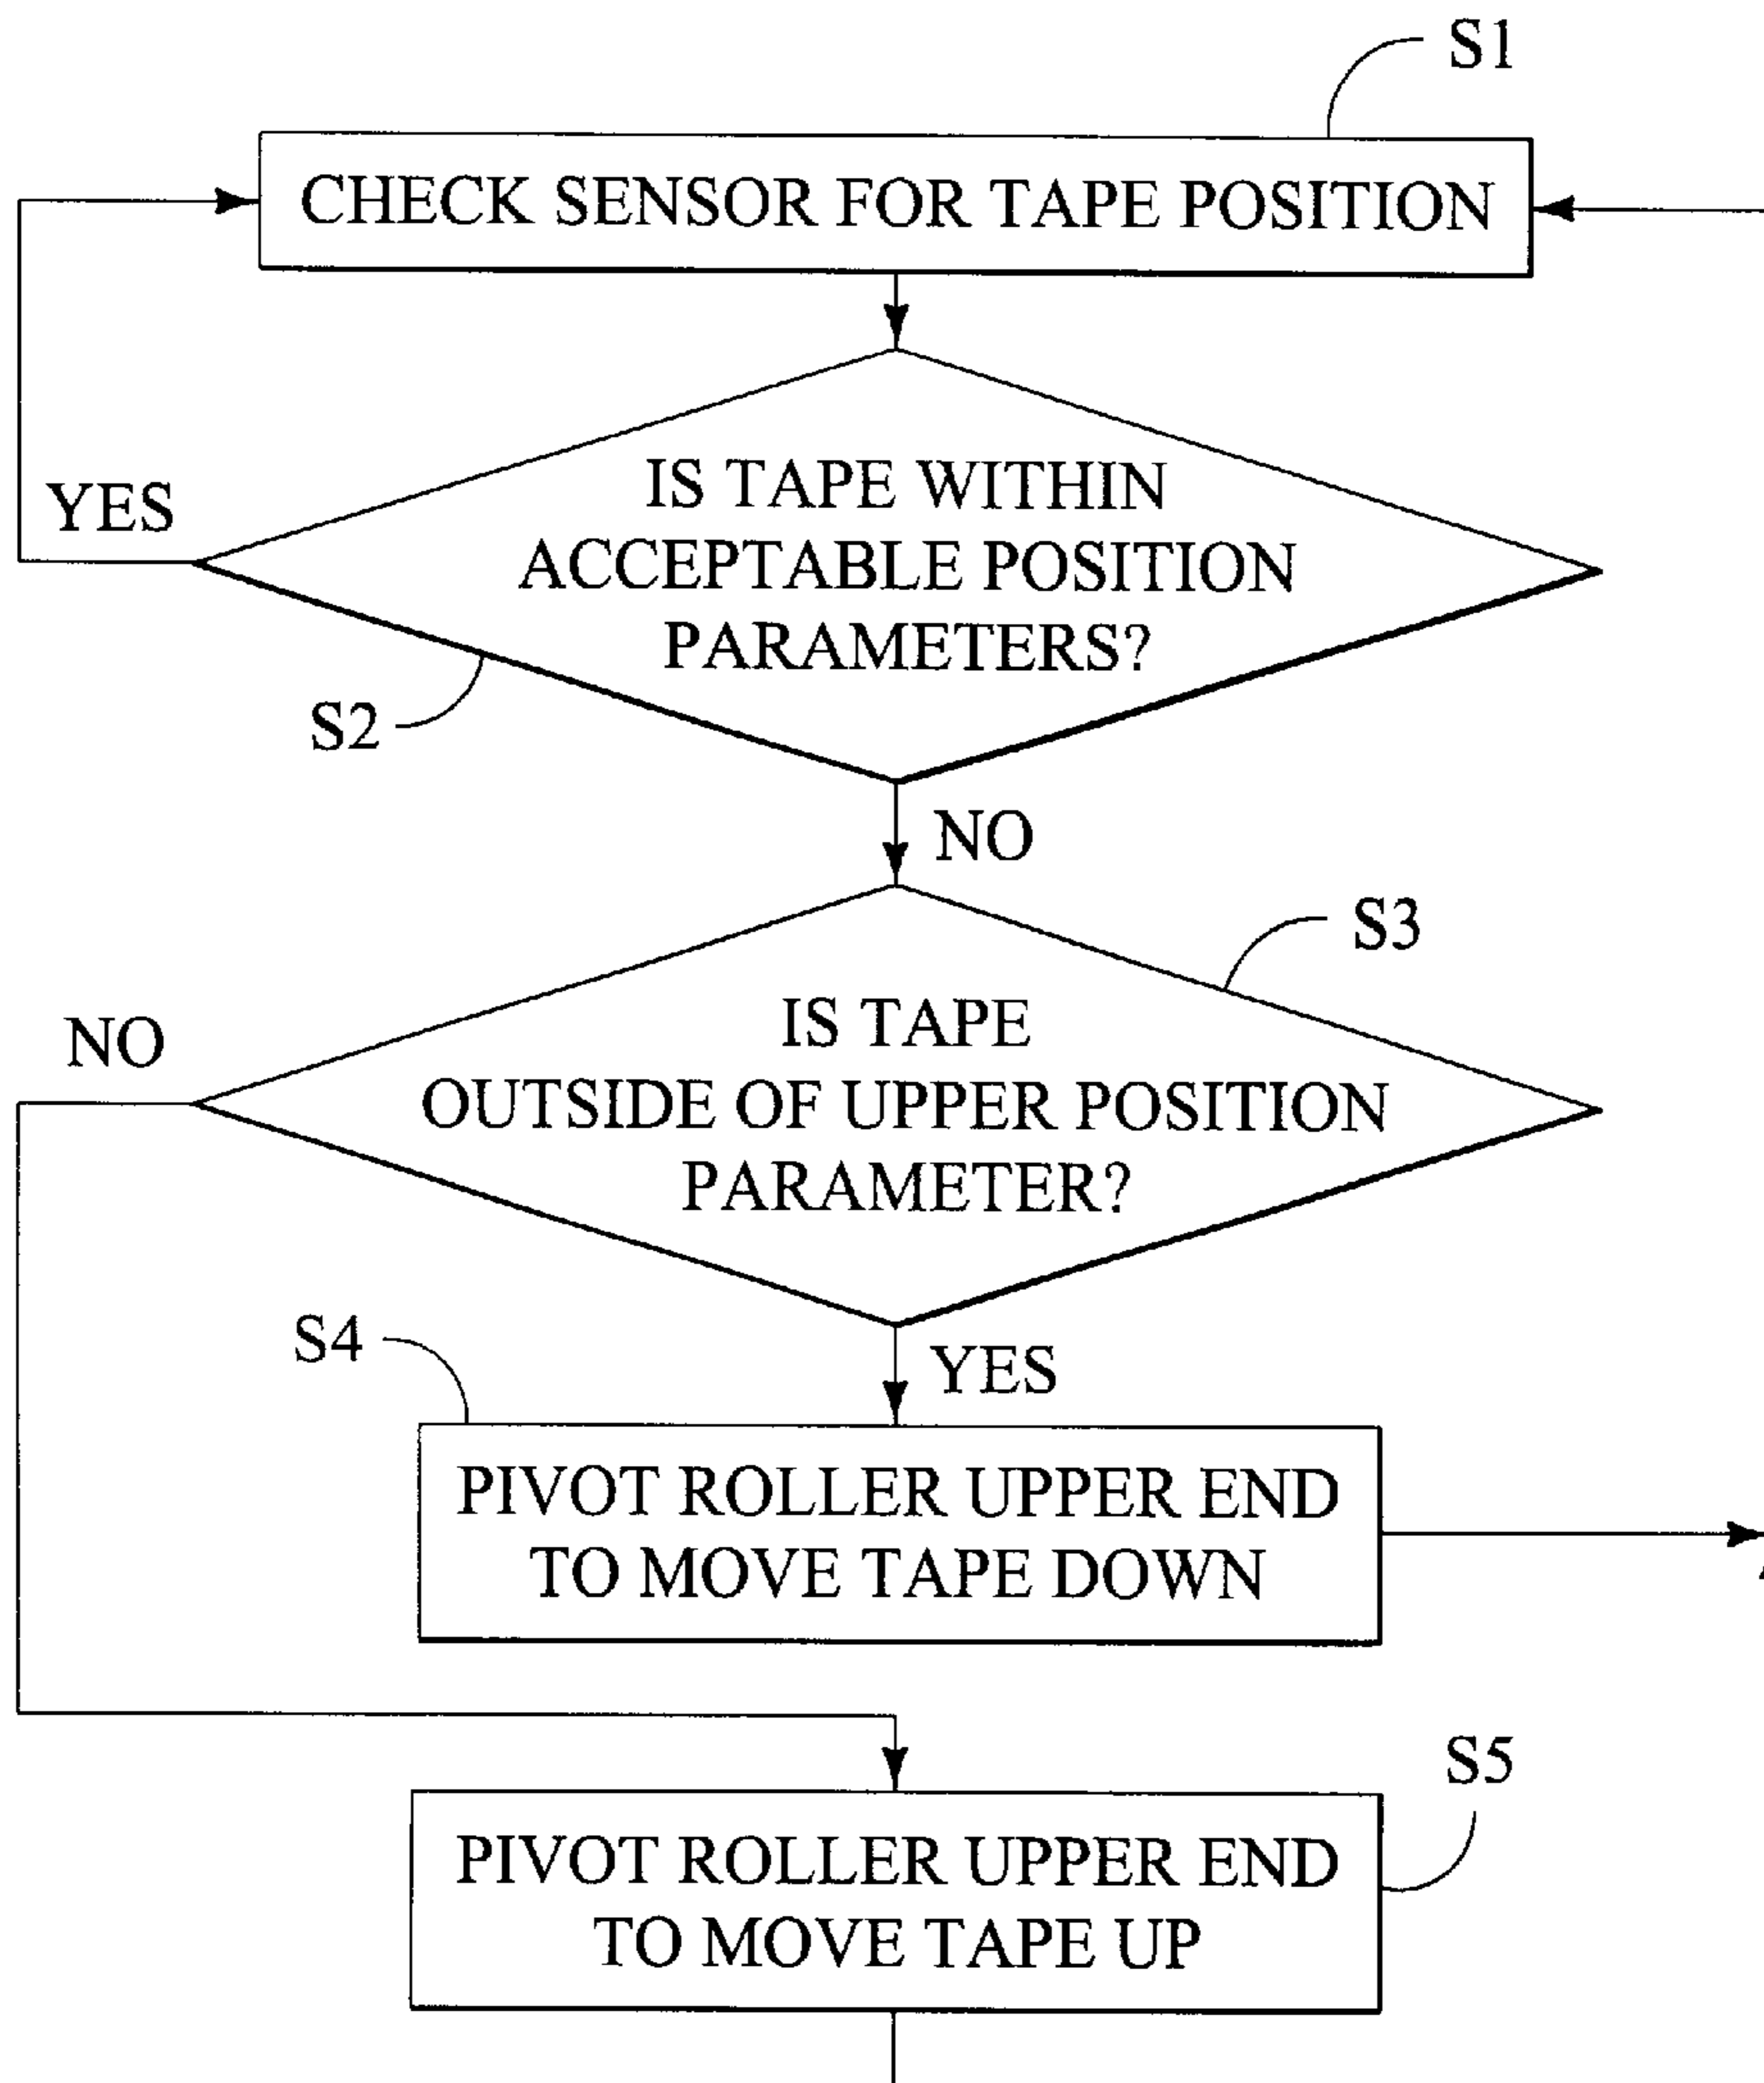 S1
CHECK SENSOR FOR TAPE POSITION
IS TAPE WITHIN
ACCEPTABLE POSITION
PARAMETERS?
YES
S2
NO
S3
IS TAPE
OUTSIDE OF UPPER POSITION
PARAMETER?
NO
S4
YES
PIVOT ROLLER UPPER END
TO MOVE TAPE DOWN
S5
PIVOT ROLLER UPPER END
TO MOVE TAPE UP